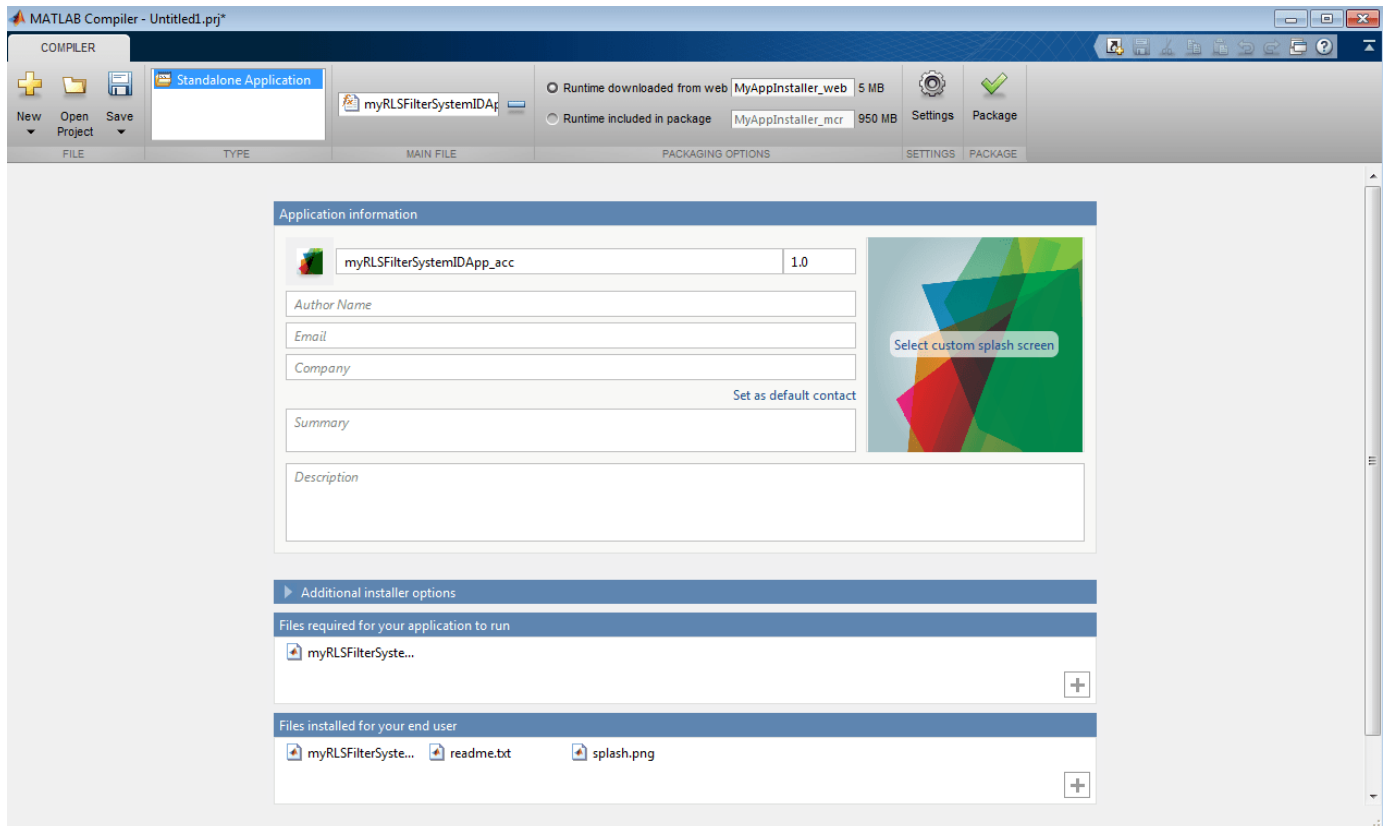 MATLAB Compiler - Untitled1.prj*
COMPILER
New
Open Project
Save
FILE
Standalone Application
TYPE
myRLSFilterSystemIDAp
MAIN FILE
Runtime downloaded from web MyAppInstaller_web 5 MB
Runtime included in package MyAppInstaller_mcr 950 MB
PACKAGING OPTIONS
Settings
SETTINGS
Package
PACKAGE
Application information
myRLSFilterSystemIDApp_acc 1.0
Author Name
Email
Company
Set as default contact
Summary
Select custom splash screen
Description
Additional installer options
Files required for your application to run
myRLSFilterSyste...
Files installed for your end user
myRLSFilterSyste... readme.txt splash.png